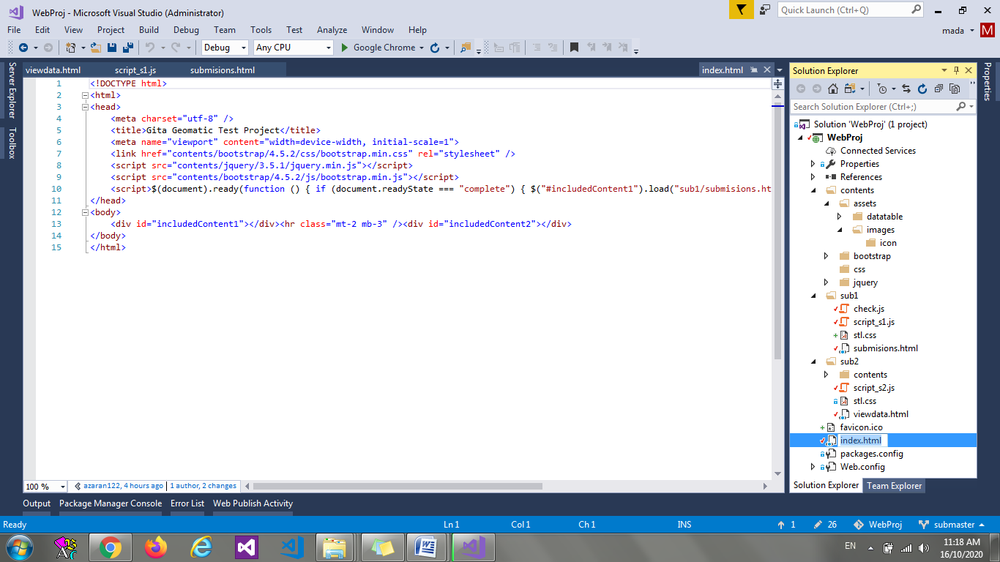 WebProj - Microsoft Visual Studio (Administrator)
Quick Launch (Ctrl+Q)
File Edit View Project Build Debug Team Tools Test Analyze Window Help
mada M
Debug Any CPU Google Chrome
Server Explorer
Toolbox
viewdata.html script_s1.js submisions.html index.html
1 <!DOCTYPE html>
2 <html>
3 <head>
4 <meta charset="utf-8" />
5 <title>Gita Geomatic Test Project</title>
6 <meta name="viewport" content="width=device-width, initial-scale=1">
7 <link href="contents/bootstrap/4.5.2/css/bootstrap.min.css" rel="stylesheet" />
8 <script src="contents/jquery/3.5.1/jquery.min.js"></script>
9 <script src="contents/bootstrap/4.5.2/js/bootstrap.min.js"></script>
10 <script>$(document).ready(function () { if (document.readyState === "complete") { $("#includedContent1").load("sub1/submisions.ht
11 </head>
12 <body>
13 <div id="includedContent1"></div><hr class="mt-2 mb-3" /><div id="includedContent2"></div>
14 </body>
15 </html>
100 % azaran122, 4 hours ago | 1 author, 2 changes
Solution Explorer
Search Solution Explorer (Ctrl+;)
Solution 'WebProj' (1 project)
WebProj
Connected Services
Properties
References
contents
assets
datatable
images
icon
bootstrap
css
jquery
sub1
check.js
script_s1.js
stl.css
submisions.html
sub2
contents
script_s2.js
stl.css
viewdata.html
favicon.ico
index.html
packages.config
Web.config
Solution Explorer Team Explorer
Properties
Output Package Manager Console Error List Web Publish Activity
Ready Ln 1 Col 1 Ch 1 INS 1 26 WebProj submaster
EN 11:18 AM
16/10/2020